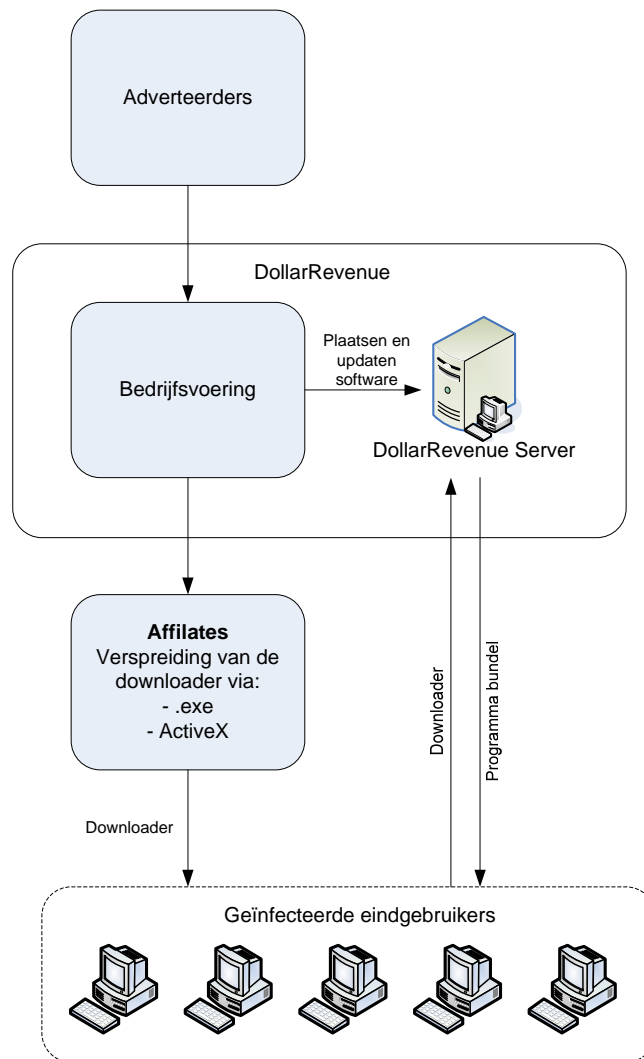 Adverteerders
DollarRevenue
Bedrijfsvoering
Plaatsen en
updaten
software
DollarRevenue Server
Affilates
Verspreiding van de
downloader via:
- .exe
- ActiveX
Downloader
Programma bundel
Downloader
Geïnfecteerde eindgebruikers